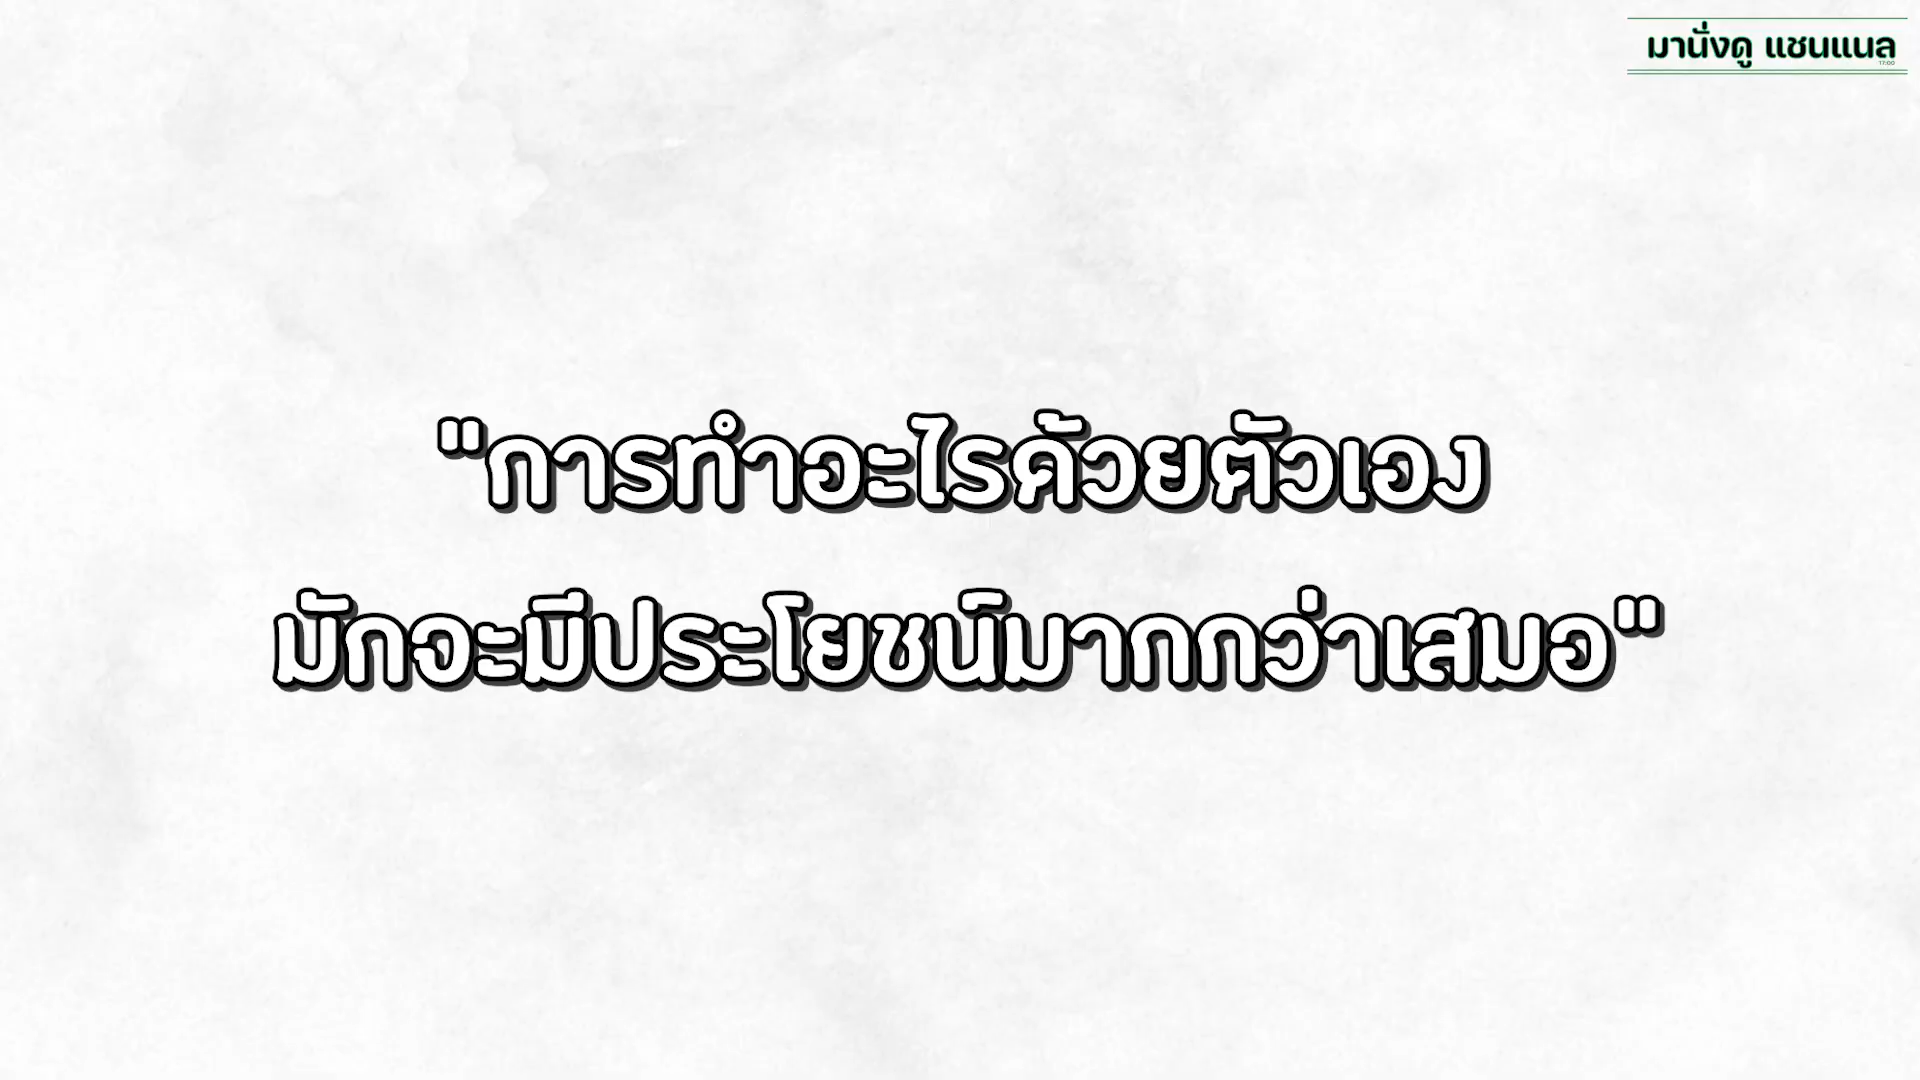 มานั่งดู แชนแนล
17:00
"การทำอะไรด้วยตัวเอง
มักจะมีประโยชน์มากกว่าเสมอ"